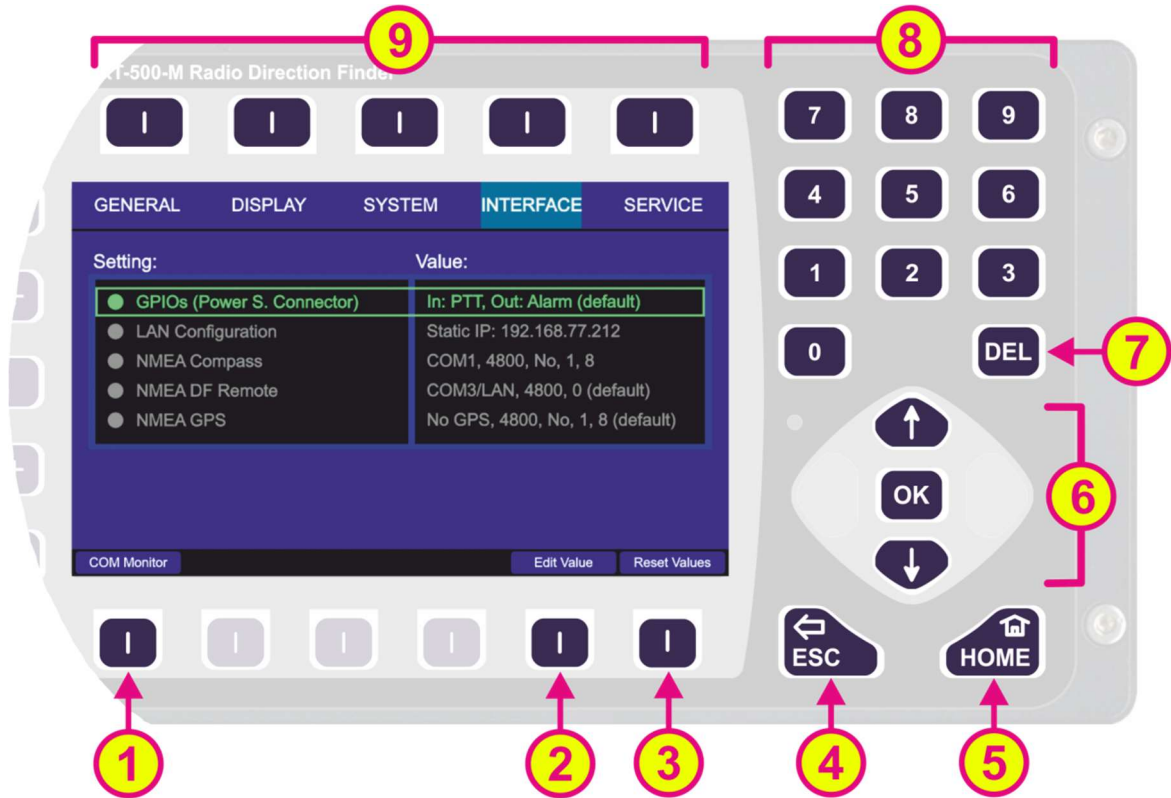 9
8
RT-500-M Radio Direction Finder
7 8 9
4 5 6
1 2 3
0 DEL
7
GENERAL DISPLAY SYSTEM INTERFACE SERVICE
Setting: Value:
GPIOs (Power S. Connector) In: PTT, Out: Alarm (default)
LAN Configuration Static IP: 192.168.77.212
NMEA Compass COM1, 4800, No, 1, 8
NMEA DF Remote COM3/LAN, 4800, 0 (default)
NMEA GPS No GPS, 4800, No, 1, 8 (default)
COM Monitor Edit Value Reset Values
OK
6
ESC HOME
1 2 3 4 5